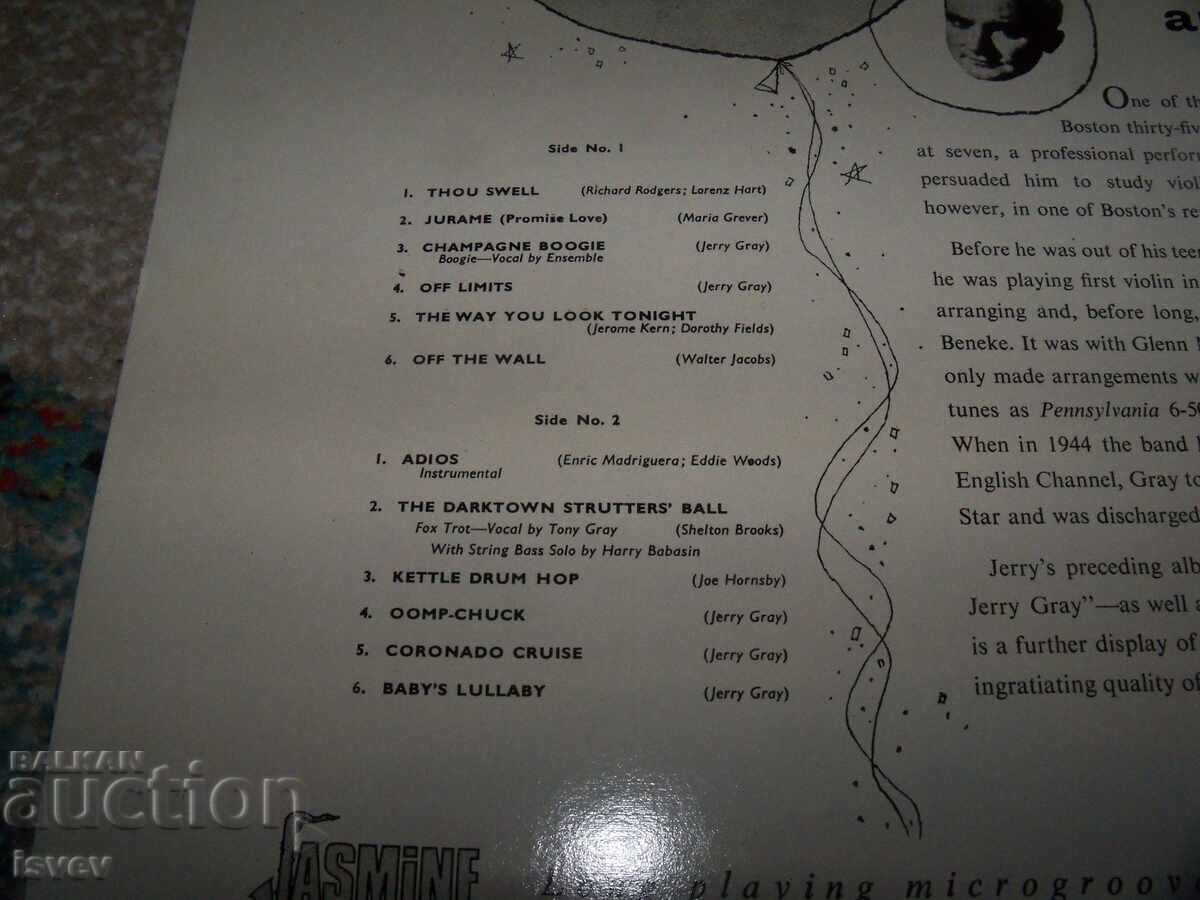 Side No. 1
1. THOU SWELL (Richard Rodgers; Lorenz Hart)
2. JURAME (Promise Love) (Maria Grever)
3. CHAMPAGNE BOOGIE (Jerry Gray)
Boogie—Vocal by Ensemble
4. OFF LIMITS (Jerry Gray)
5. THE WAY YOU LOOK TONIGHT
(Jerome Kern; Dorothy Fields)
6. OFF THE WALL (Walter Jacobs)
Side No. 2
1. ADIOS (Enric Madriguera; Eddie Woods)
Instrumental
2. THE DARKTOWN STRUTTERS' BALL
Fox Trot—Vocal by Tony Gray (Shelton Brooks)
With String Bass Solo by Harry Babasin
3. KETTLE DRUM HOP (Joe Hornsby)
4. OOMP-CHUCK (Jerry Gray)
5. CORONADO CRUISE (Jerry Gray)
6. BABY'S LULLABY (Jerry Gray)
One of th
Boston thirty-five
at seven, a professional perfor
persuaded him to study viol
however, in one of Boston's re
Before he was out of his teen
he was playing first violin in
arranging and, before long,
Beneke. It was with Glenn
only made arrangements w
tunes as Pennsylvania 6-50
When in 1944 the band
English Channel, Gray to
Star and was discharged
Jerry's preceding alb
Jerry Gray”—as well a
is a further display of
ingratiating quality of
BALKAN
auction
isvev
JASMiNE
Long playing microgroov